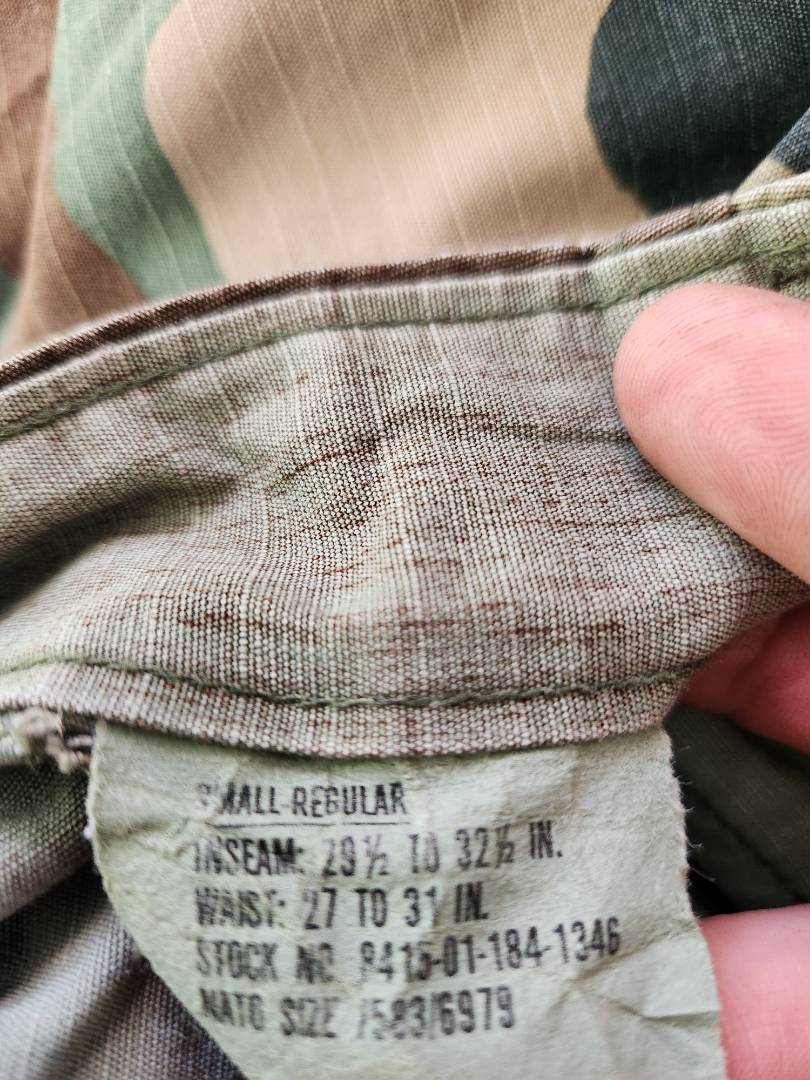 SMALL-REGULAR
INSEAM: 29½ TO 32½ IN.
WAIST: 27 TO 31 IN.
STOCK NO. 8415-01-184-1346
NATO SIZE 7583/6979